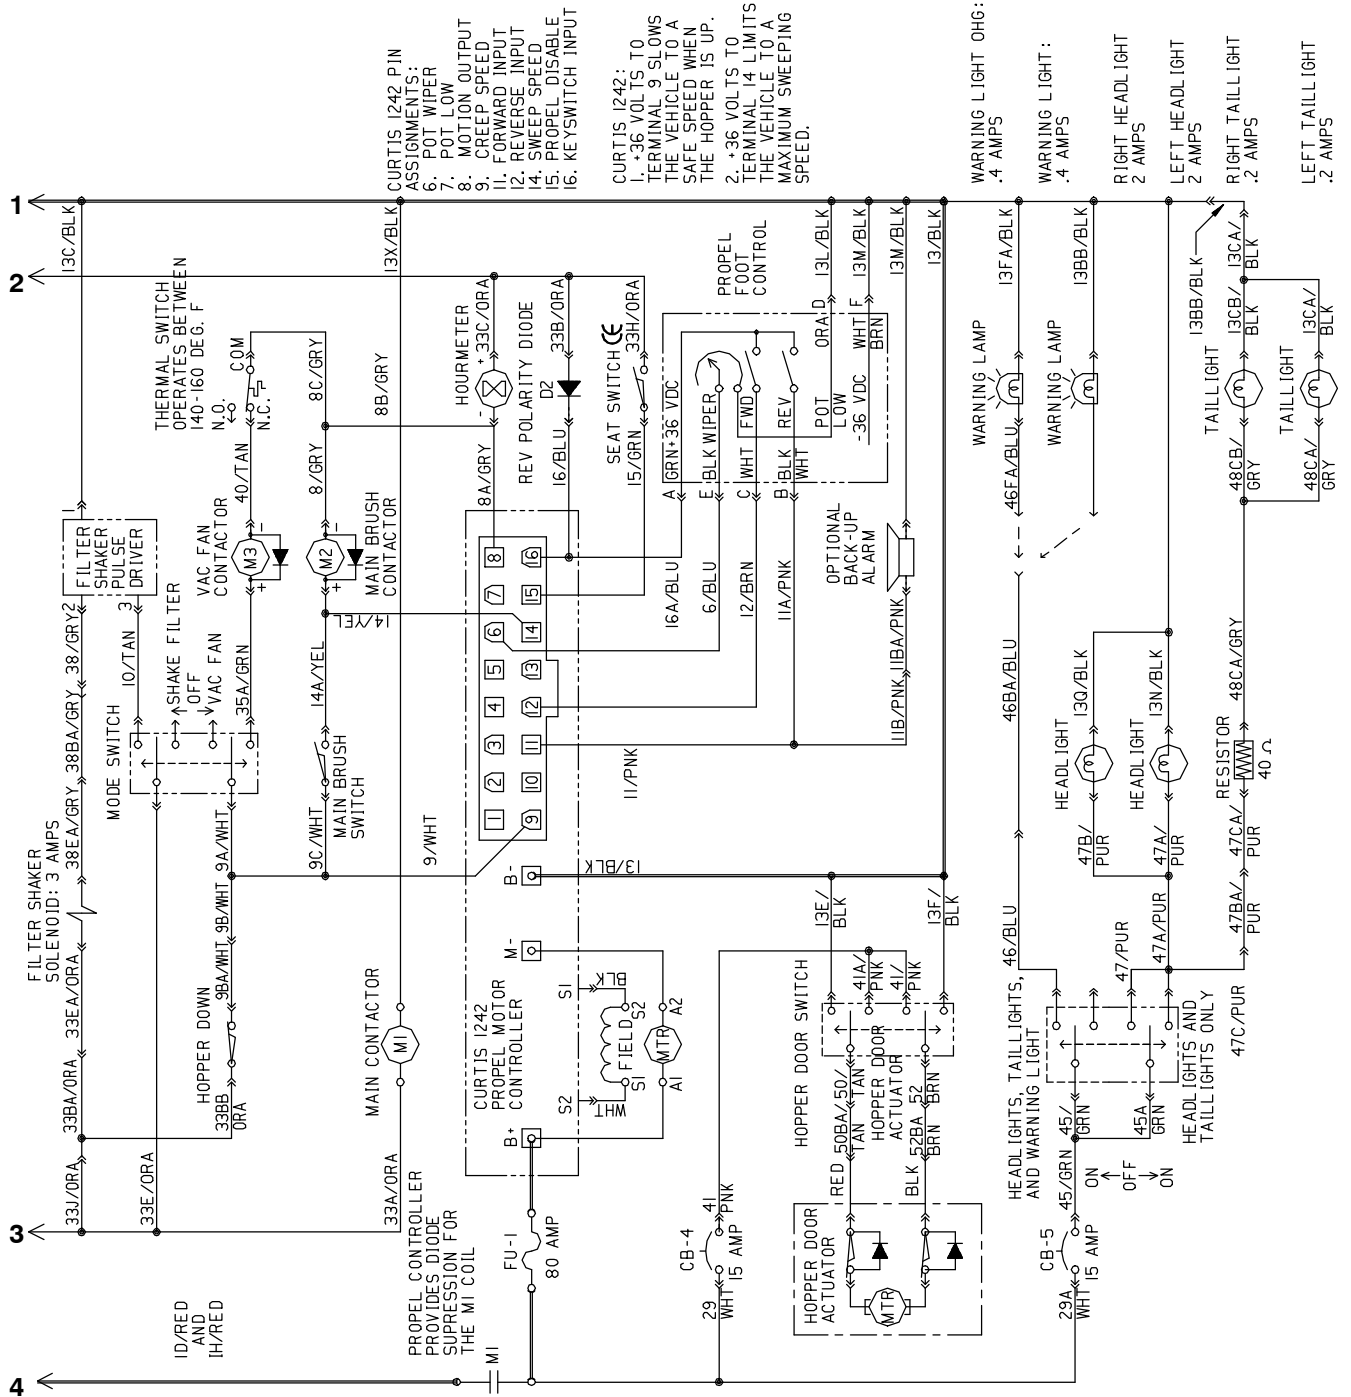 1
2
3
4
CURTIS 1242 PIN
ASSIGNMENTS:
6. POT WIPER
7. POT LOW
8. MOTION OUTPUT
9. CREEP SPEED
11. FORWARD INPUT
12. REVERSE INPUT
14. SWEEP SPEED
15. PROPEL DISABLE
16. KEYSWITCH INPUT
CURTIS 1242:
1. +36 VOLTS TO
TERMINAL 9 SLOWS
THE VEHICLE TO A
SAFE SPEED WHEN
THE HOPPER IS UP.
2. +36 VOLTS TO
TERMINAL 14 LIMITS
THE VEHICLE TO A
MAXIMUM SWEEPING
SPEED.
WARNING LIGHT OHG:
.4 AMPS
WARNING LIGHT:
.4 AMPS
RIGHT HEADLIGHT
2 AMPS
LEFT HEADLIGHT
2 AMPS
RIGHT TAILLIGHT
.2 AMPS
LEFT TAILLIGHT
.2 AMPS
13C/BLK
13X/BLK
13L/BLK
13M/BLK
13M/BLK
13/BLK
13FA/BLK
13BB/BLK
13BB/BLK
13CA/
BLK
13CB/
BLK
13CA/
BLK
THERMAL SWITCH
OPERATES BETWEEN
140-160 DEG. F
N.O.
N.C.
COM
8C/GRY
8B/GRY
40/TAN
8/GRY
8A/GRY
HOURMETER
- +
33C/ORA
REV POLARITY DIODE
D2
33B/ORA
16/BLU
SEAT SWITCH CE
33H/ORA
15/GRN
PROPEL
FOOT
CONTROL
A GRN +36 VDC
E BLK WIPER
C WHT FWD
B BLK REV
WHT
POT
LOW
ORA D
-36 VDC
WHT F
BRN
WARNING LAMP
46FA/BLU
WARNING LAMP
TAILLIGHT
48CB/
GRY
TAILLIGHT
48CA/
GRY
FILTER
SHAKER
PULSE
DRIVER
1
2
3
38/GRY
10/TAN
VAC FAN
CONTACTOR
M3
+ -
MAIN BRUSH
CONTACTOR
M2
+ -
35A/GRN
14A/YEL
14/YEL
MODE SWITCH
SHAKE FILTER
OFF
VAC FAN
38BA/GRY
38EA/GRY
FILTER SHAKER
SOLENOID: 3 AMPS
33EA/ORA
33BA/ORA
33J/ORA
33E/ORA
33A/ORA
HOPPER DOWN
33BB
ORA
9BA/WHT
9B/WHT
9A/WHT
9C/WHT
9/WHT
MAIN BRUSH
SWITCH
MAIN CONTACTOR
M1
1 2 3 4 5 6 7 8
9 10 11 12 13 14 15 16
16A/BLU
6/BLU
12/BRN
11A/PNK
11/PNK
11B/PNK
11BA/PNK
OPTIONAL
BACK-UP
ALARM
CURTIS 1242
PROPEL MOTOR
CONTROLLER
B+
M-
B-
S1
S2
BLK
WHT
FIELD
S1
S2
MTR
A1
A2
13/BLK
13E/
BLK
13F/
BLK
PROPEL CONTROLLER
PROVIDES DIODE
SUPRESSION FOR
THE M1 COIL
FU-1
80 AMP
M1
1D/RED
AND
1H/RED
CB-4
15 AMP
29
WHT
41
PNK
41A/
PNK
41/
PNK
HOPPER DOOR SWITCH
HOPPER DOOR
ACTUATOR
50/
TAN
50BA/
TAN
RED
52
BRN
52BA
BRN
BLK
HOPPER DOOR
ACTUATOR
MTR
CB-5
15 AMP
29A
WHT
45/GRN
45/
GRN
45A
GRN
ON
OFF
ON
HEADLIGHTS, TAILLIGHTS,
AND WARNING LIGHT
HEADLIGHTS AND
TAILLIGHTS ONLY
46/BLU
46BA/BLU
47/PUR
47A/PUR
47C/PUR
47B/
PUR
47A/
PUR
47BA/
PUR
47CA/
PUR
HEADLIGHT
13Q/BLK
HEADLIGHT
13N/BLK
RESISTOR
40 Ω
48CA/GRY